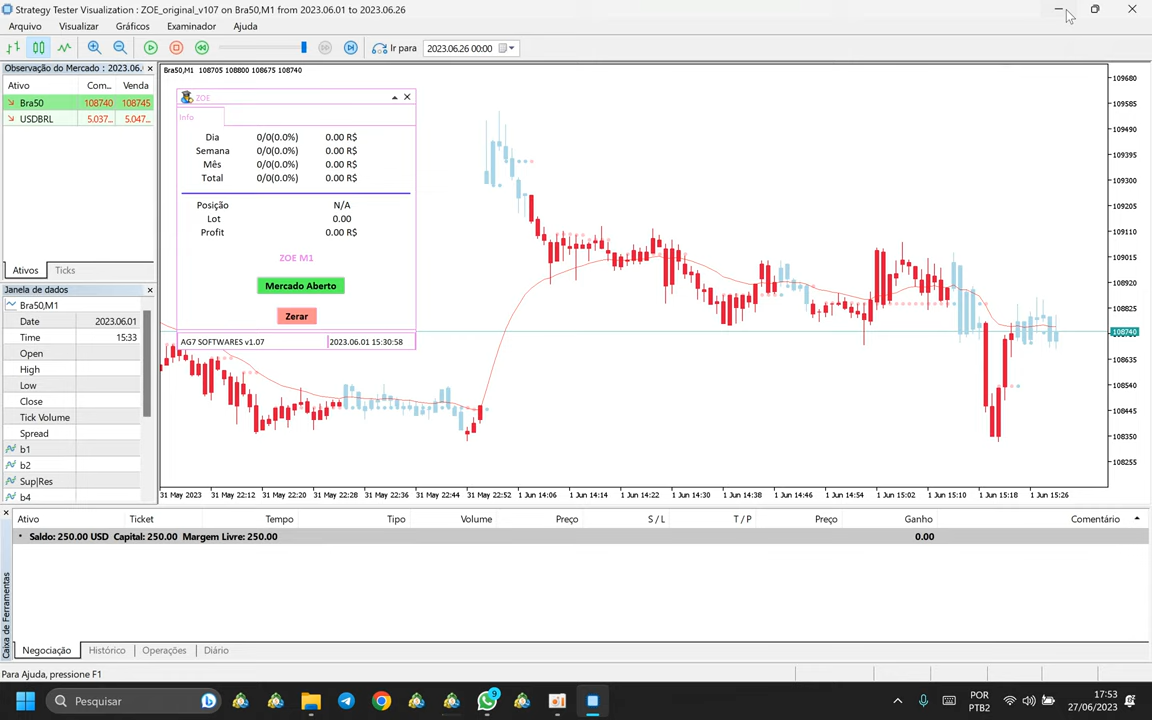 Strategy Tester Visualization : ZOE_original_v107 on Bra50,M1 from 2023.06.01 to 2023.06.26
Arquivo Visualizar Gráficos Examinador Ajuda
Ir para 2023.06.26 00:00
Observação do Mercado : 2023.06.
Ativo Com... Venda
Bra50 108740 108745
USDBRL 5.037... 5.047...
Ativos Ticks
Janela de dados
Bra50,M1
Date 2023.06.01
Time 15:33
Open
High
Low
Close
Tick Volume
Spread
b1
b2
Sup|Res
b4
Bra50,M1 108705 108800 108675 108740
ZOE
Info
Dia 0/0(0.0%) 0.00 R$
Semana 0/0(0.0%) 0.00 R$
Mês 0/0(0.0%) 0.00 R$
Total 0/0(0.0%) 0.00 R$
Posição N/A
Lot 0.00
Profit 0.00 R$
ZOE M1
Mercado Aberto
Zerar
AG7 SOFTWARES v1.07 2023.06.01 15:30:58
109680
109585
109490
109395
109300
109205
109110
109015
108920
108825
108740
108635
108540
108445
108350
108255
31 May 2023 31 May 22:12 31 May 22:20 31 May 22:28 31 May 22:36 31 May 22:44 31 May 22:52 1 Jun 14:06 1 Jun 14:14 1 Jun 14:22 1 Jun 14:30 1 Jun 14:38 1 Jun 14:46 1 Jun 14:54 1 Jun 15:02 1 Jun 15:10 1 Jun 15:18 1 Jun 15:26
Ativo Ticket Tempo Tipo Volume Preço S / L T / P Preço Ganho Comentário
Saldo: 250.00 USD Capital: 250.00 Margem Livre: 250.00 0.00
Caixa de Ferramentas
Negociação Histórico Operações Diário
Para Ajuda, pressione F1
Pesquisar
9
POR
PTB2
17:53
27/06/2023